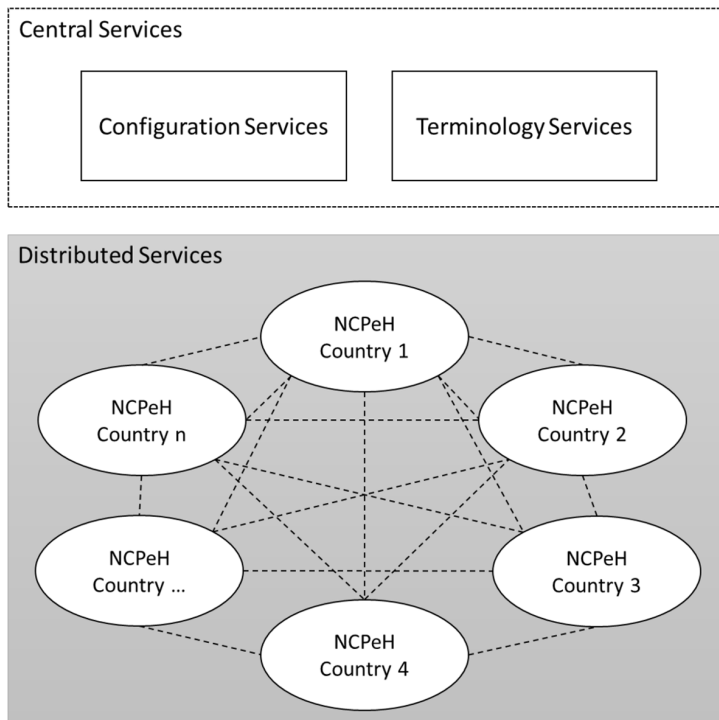 Central Services
Configuration Services
Terminology Services
Distributed Services
NCPeH
Country 1
NCPeH
Country n
NCPeH
Country 2
NCPeH
Country ...
NCPeH
Country 3
NCPeH
Country 4